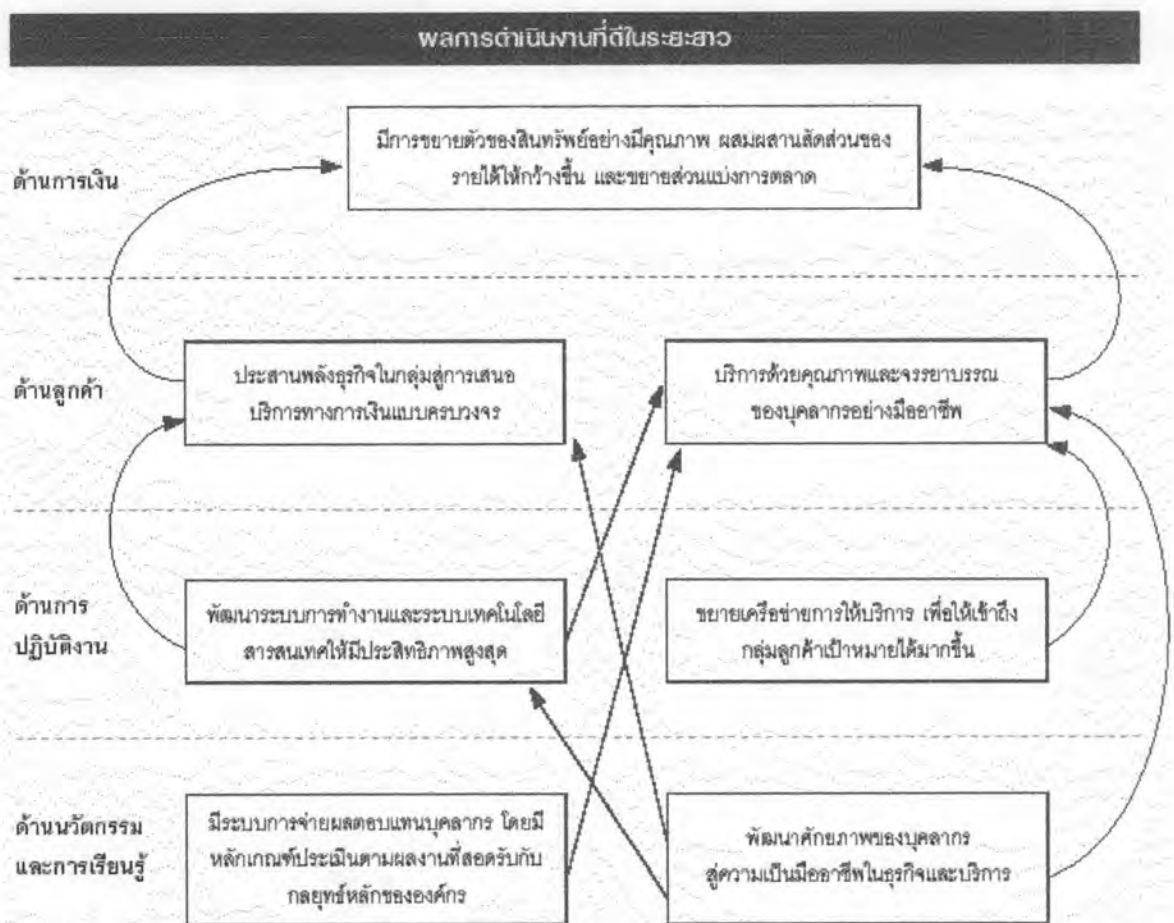 ผลการดำเนินงานที่ดีในระยะยาว
ด้านการเงิน
มีการขยายตัวของสินทรัพย์อย่างมีคุณภาพ ผสมผสานสัดส่วนของ
รายได้ให้กว้างขึ้น และขยายส่วนแบ่งการตลาด
ด้านลูกค้า
ประสานพลังธุรกิจในกลุ่มสู่การเสนอ
บริการทางการเงินแบบครบวงจร
บริการด้วยคุณภาพและจรรยาบรรณ
ของบุคลากรอย่างมืออาชีพ
ด้านการ
ปฏิบัติงาน
พัฒนาระบบการทำงานและระบบเทคโนโลยี
สารสนเทศให้มีประสิทธิภาพสูงสุด
ขยายเครือข่ายการให้บริการ เพื่อให้เข้าถึง
กลุ่มลูกค้าเป้าหมายได้มากขึ้น
ด้านนวัตกรรม
และการเรียนรู้
มีระบบการจ่ายผลตอบแทนบุคลากร โดยมี
หลักเกณฑ์ประเมินตามผลงานที่สอดรับกับ
กลยุทธ์หลักขององค์กร
พัฒนาศักยภาพของบุคลากร
สู่ความเป็นมืออาชีพในธุรกิจและบริการ